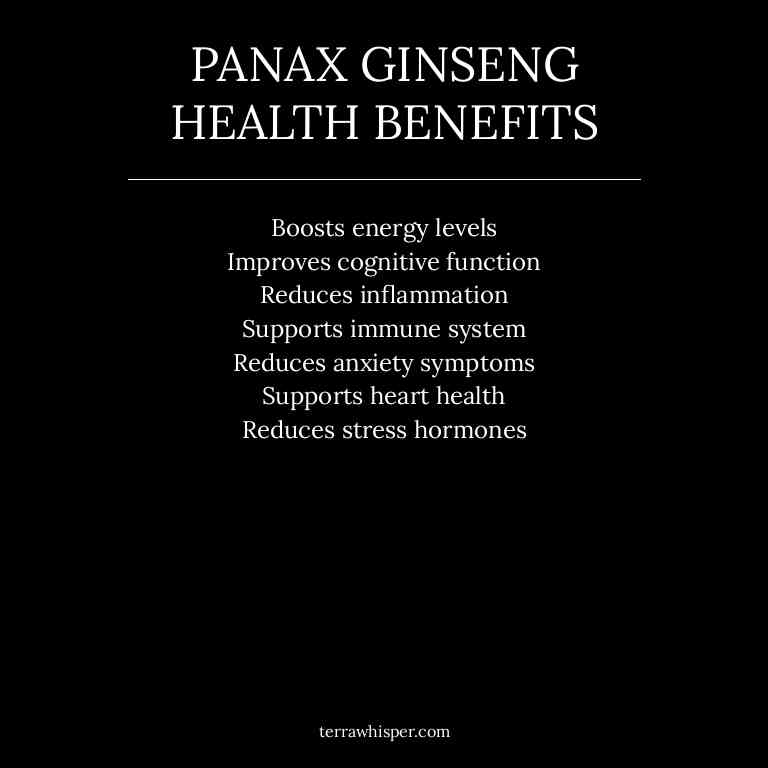 PANAX GINSENG
HEALTH BENEFITS
Boosts energy levels
Improves cognitive function
Reduces inflammation
Supports immune system
Reduces anxiety symptoms
Supports heart health
Reduces stress hormones
terrawhisper.com